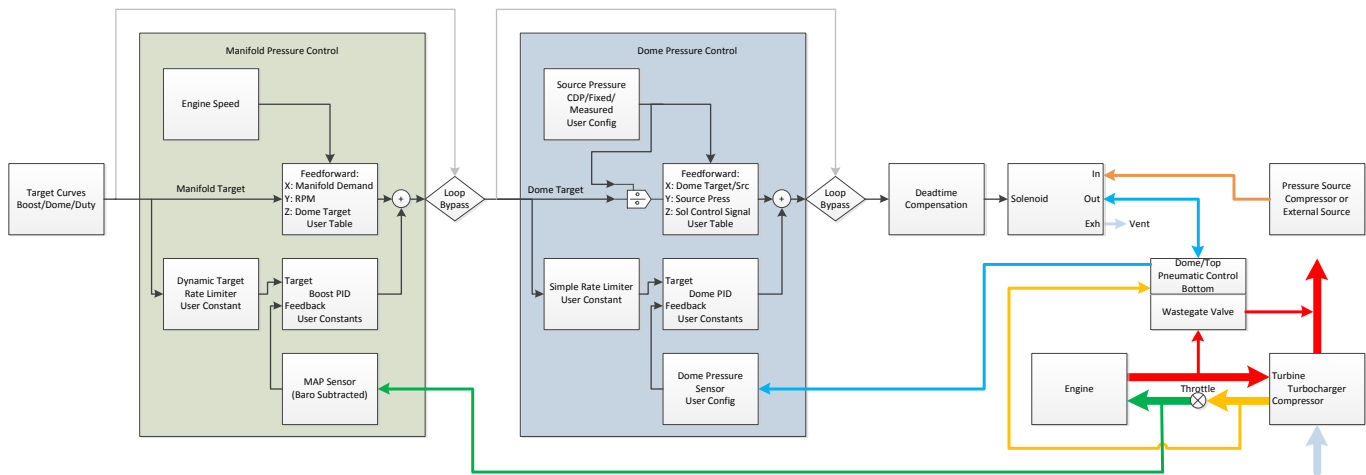 Manifold Pressure Control
Dome Pressure Control
Engine Speed
Source Pressure
CDP/Fixed/
Measured
User Config
Target Curves
Boost/Dome/Duty
Manifold Target
Feedforward:
X: Manifold Demand
Y: RPM
Z: Dome Target
User Table
+
Loop
Bypass
Dome Target
÷
Feedforward:
X: Dome Target/Src
Y: Source Press
Z: Sol Control Signal
User Table
+
Loop
Bypass
Deadtime
Compensation
Solenoid
In
Out
Exh
Vent
Pressure Source
Compressor or
External Source
Dynamic Target
Rate Limiter
User Constant
Target
Boost PID
Feedback
User Constants
Simple Rate Limiter
User Constant
Target
Dome PID
Feedback
User Constants
Dome/Top
Pneumatic Control
Bottom
Wastegate Valve
MAP Sensor
(Baro Subtracted)
Dome Pressure
Sensor
User Config
Engine
Throttle
Turbine
Turbocharger
Compressor